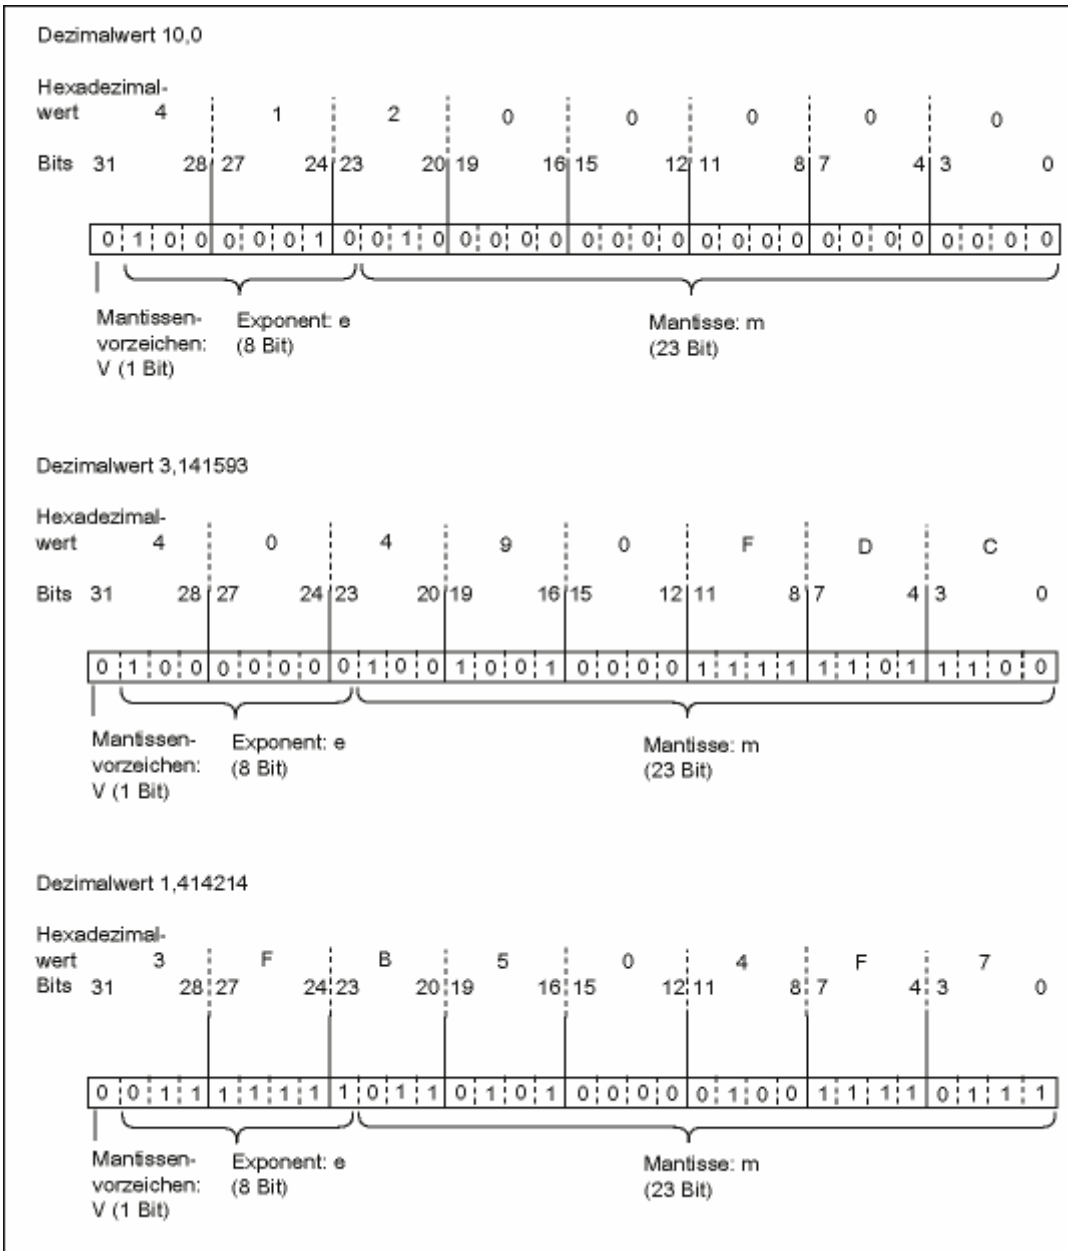 Dezimalwert 10,0
Hexadezimal-
wert 4 1 2 0 0 0 0 0
Bits 31 28 27 24 23 20 19 16 15 12 11 8 7 4 3 0
0 1 0 0 0 0 0 1 0 0 1 0 0 0 0 0 0 0 0 0 0 0 0 0 0 0 0 0 0 0 0 0
Mantissen- Exponent: e Mantisse: m
vorzeichen: (8 Bit) (23 Bit)
V (1 Bit)
Dezimalwert 3,141593
Hexadezimal-
wert 4 0 4 9 0 F D C
Bits 31 28 27 24 23 20 19 16 15 12 11 8 7 4 3 0
0 1 0 0 0 0 0 0 0 1 0 0 1 0 0 1 0 0 0 0 1 1 1 1 1 1 0 1 1 1 0 0
Mantissen- Exponent: e Mantisse: m
vorzeichen: (8 Bit) (23 Bit)
V (1 Bit)
Dezimalwert 1,414214
Hexadezimal-
wert 3 F B 5 0 4 F 7
Bits 31 28 27 24 23 20 19 16 15 12 11 8 7 4 3 0
0 0 1 1 1 1 1 1 1 0 1 1 0 1 0 1 0 0 0 0 0 1 0 0 1 1 1 1 0 1 1 1
Mantissen- Exponent: e Mantisse: m
vorzeichen: (8 Bit) (23 Bit)
V (1 Bit)